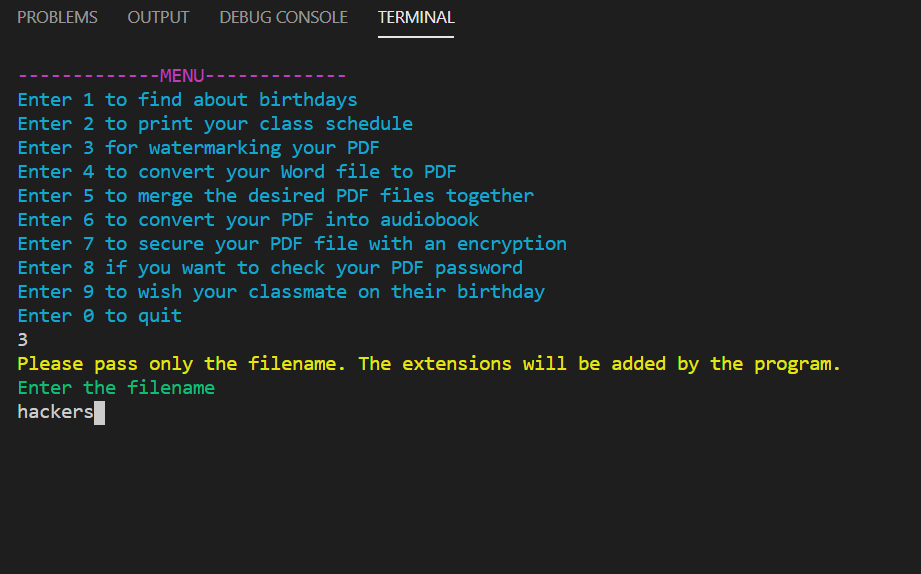 PROBLEMS OUTPUT DEBUG CONSOLE TERMINAL
-------------MENU-------------
Enter 1 to find about birthdays
Enter 2 to print your class schedule
Enter 3 for watermarking your PDF
Enter 4 to convert your Word file to PDF
Enter 5 to merge the desired PDF files together
Enter 6 to convert your PDF into audiobook
Enter 7 to secure your PDF file with an encryption
Enter 8 if you want to check your PDF password
Enter 9 to wish your classmate on their birthday
Enter 0 to quit
3
Please pass only the filename. The extensions will be added by the program.
Enter the filename
hackers